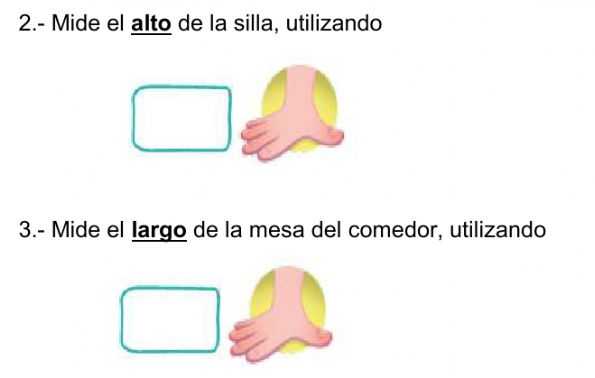 2.- Mide el alto de la silla, utilizando
3.- Mide el largo de la mesa del comedor, utilizando